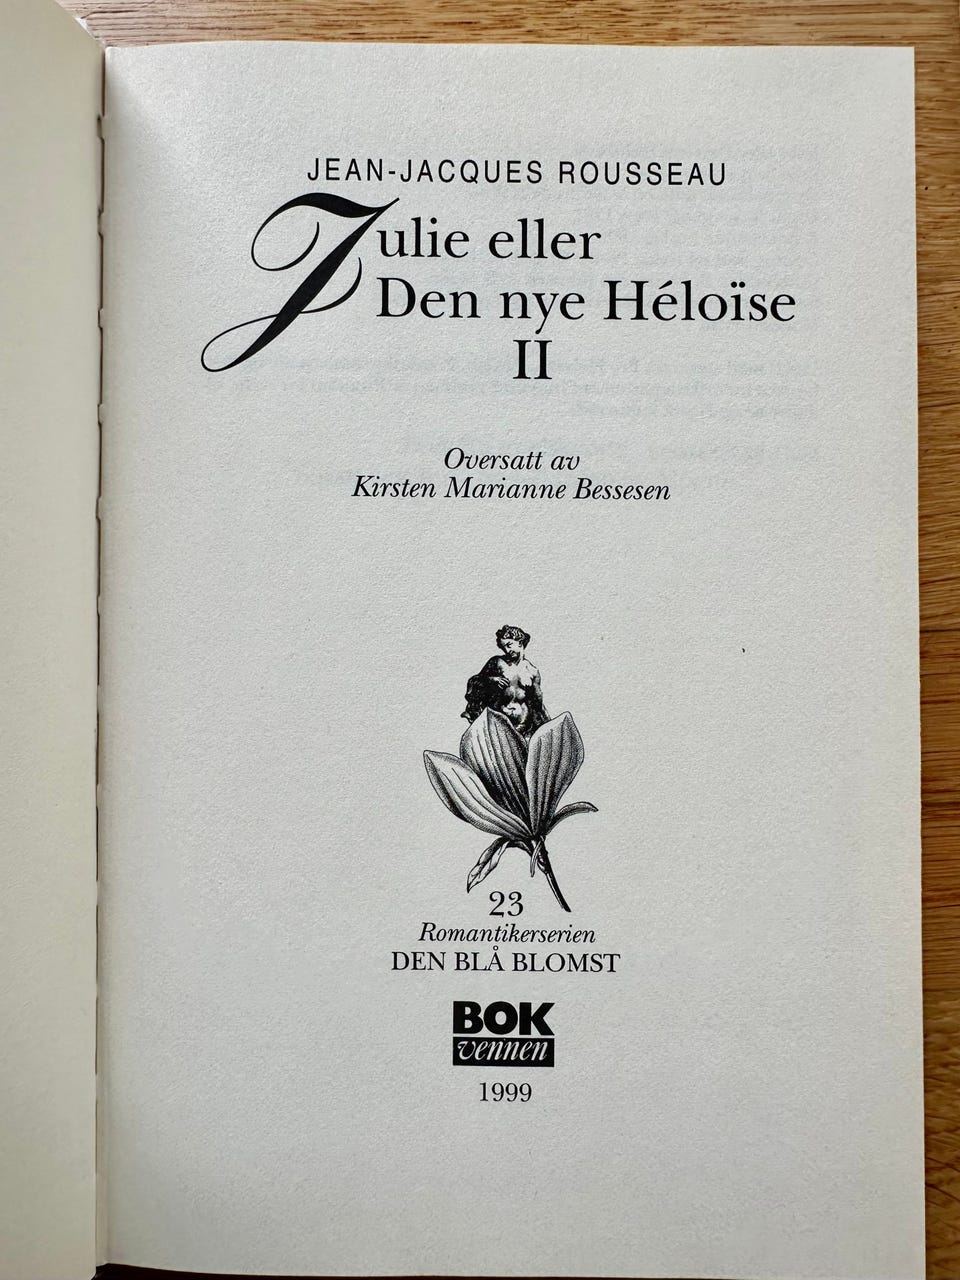 JEAN-JACQUES ROUSSEAU
Julie eller
Den nye Héloïse
II
Oversatt av
Kirsten Marianne Bessesen
23
Romantikerserien
DEN BLÅ BLOMST
BOK
vennen
1999